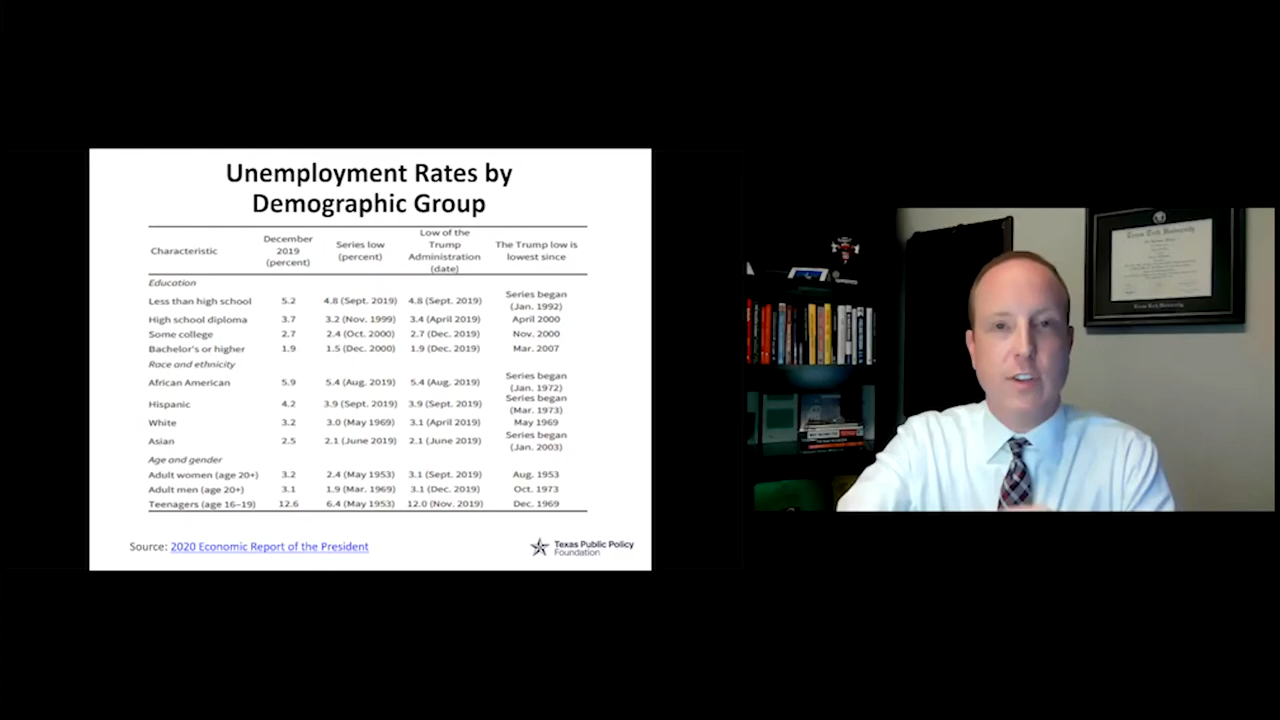 Unemployment Rates by
Demographic Group
Characteristic
December
2019
(percent)
Series low
(percent)
Low of the
Trump
Administration
(date)
The Trump low is
lowest since
Education
Less than high school 5.2 4.8 (Sept. 2019) 4.8 (Sept. 2019) Series began
(Jan. 1992)
High school diploma 3.7 3.2 (Nov. 1999) 3.4 (April 2019) April 2000
Some college 2.7 2.4 (Oct. 2000) 2.7 (Dec. 2019) Nov. 2000
Bachelor's or higher 1.9 1.5 (Dec. 2000) 1.9 (Dec. 2019) Mar. 2007
Race and ethnicity
African American 5.9 5.4 (Aug. 2019) 5.4 (Aug. 2019) Series began
(Jan. 1972)
Hispanic 4.2 3.9 (Sept. 2019) 3.9 (Sept. 2019) Series began
(Mar. 1973)
White 3.2 3.0 (May 1969) 3.1 (April 2019) May 1969
Asian 2.5 2.1 (June 2019) 2.1 (June 2019) Series began
(Jan. 2003)
Age and gender
Adult women (age 20+) 3.2 2.4 (May 1953) 3.1 (Sept. 2019) Aug. 1953
Adult men (age 20+) 3.1 1.9 (Mar. 1969) 3.1 (Dec. 2019) Oct. 1973
Teenagers (age 16–19) 12.6 6.4 (May 1953) 12.0 (Nov. 2019) Dec. 1969
Source: 2020 Economic Report of the President
Texas Public Policy
Foundation
Texas Tech University
Texas Tech University